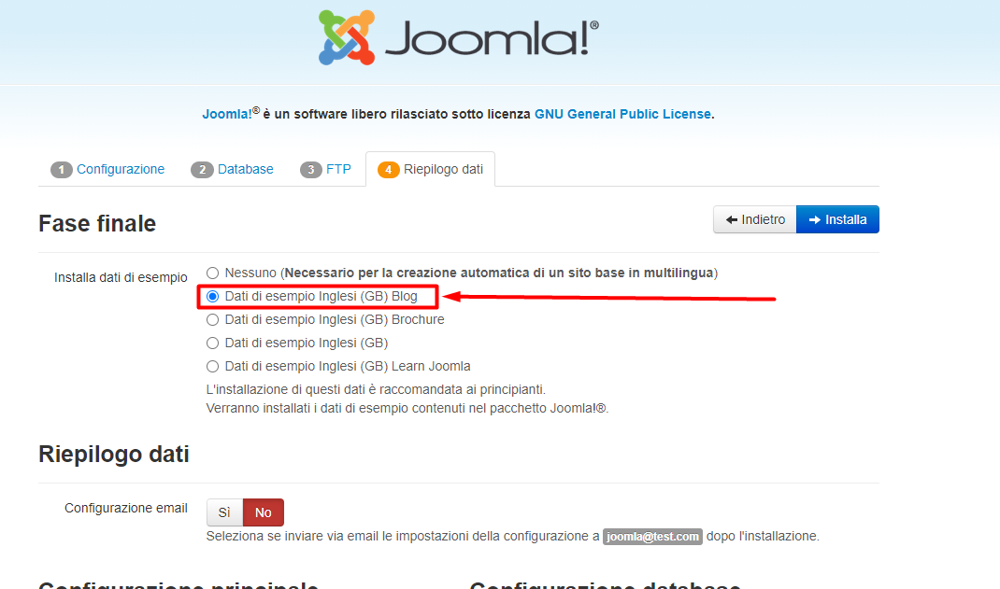 Joomla!®
Joomla!® è un software libero rilasciato sotto licenza GNU General Public License.
1 Configurazione 2 Database 3 FTP 4 Riepilogo dati
Fase finale
Indietro Installa
Installa dati di esempio
Nessuno (Necessario per la creazione automatica di un sito base in multilingua)
Dati di esempio Inglesi (GB) Blog
Dati di esempio Inglesi (GB) Brochure
Dati di esempio Inglesi (GB)
Dati di esempio Inglesi (GB) Learn Joomla
L'installazione di questi dati è raccomandata ai principianti.
Verranno installati i dati di esempio contenuti nel pacchetto Joomla!®.
Riepilogo dati
Configurazione email
Sì No
Seleziona se inviare via email le impostazioni della configurazione a joomla@test.com dopo l'installazione.
Configurazione principale Configurazione database